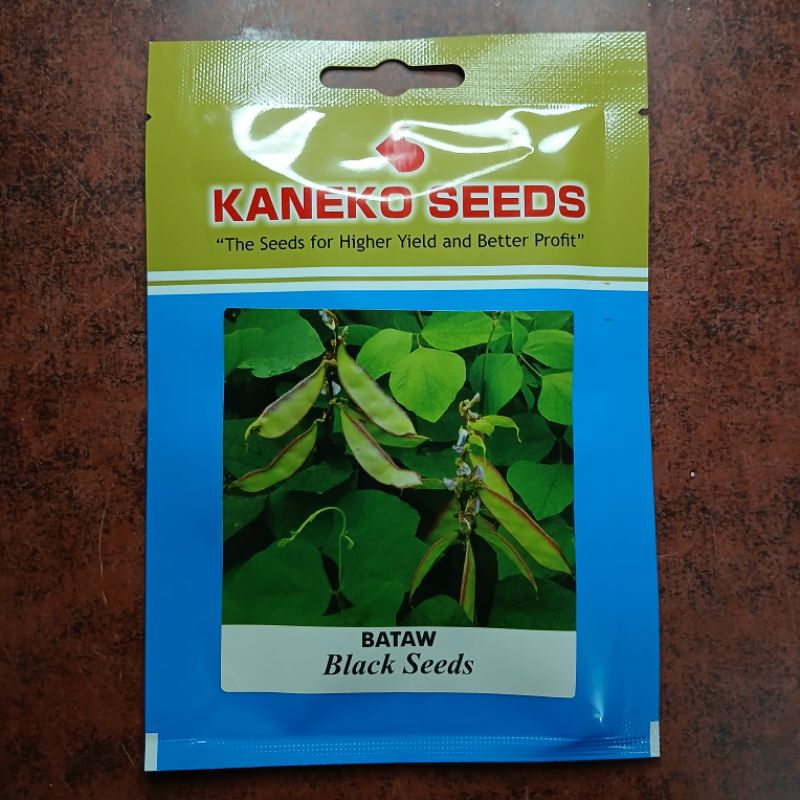 KANEKO SEEDS
“The Seeds for Higher Yield and Better Profit”
BATAW
Black Seeds